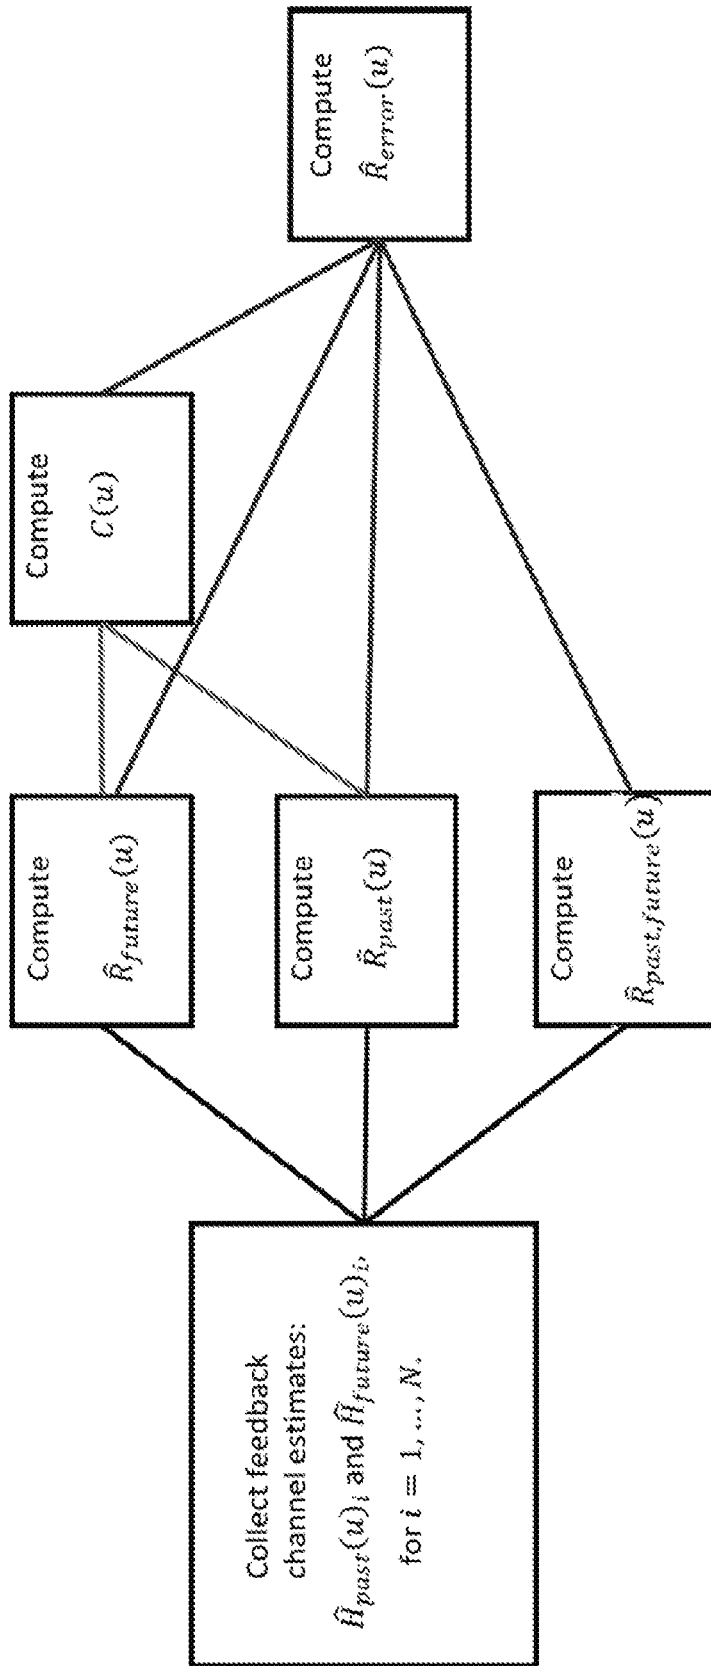 Collect feedback
channel estimates:
Ĥ_past(u)_i and Ĥ_future(u)_i,
for i = 1, ..., N.
Compute
R̂_future(u)
Compute
R̂_past(u)
Compute
R̂_past,future(u)
Compute
C(u)
Compute
R̂_error(u)